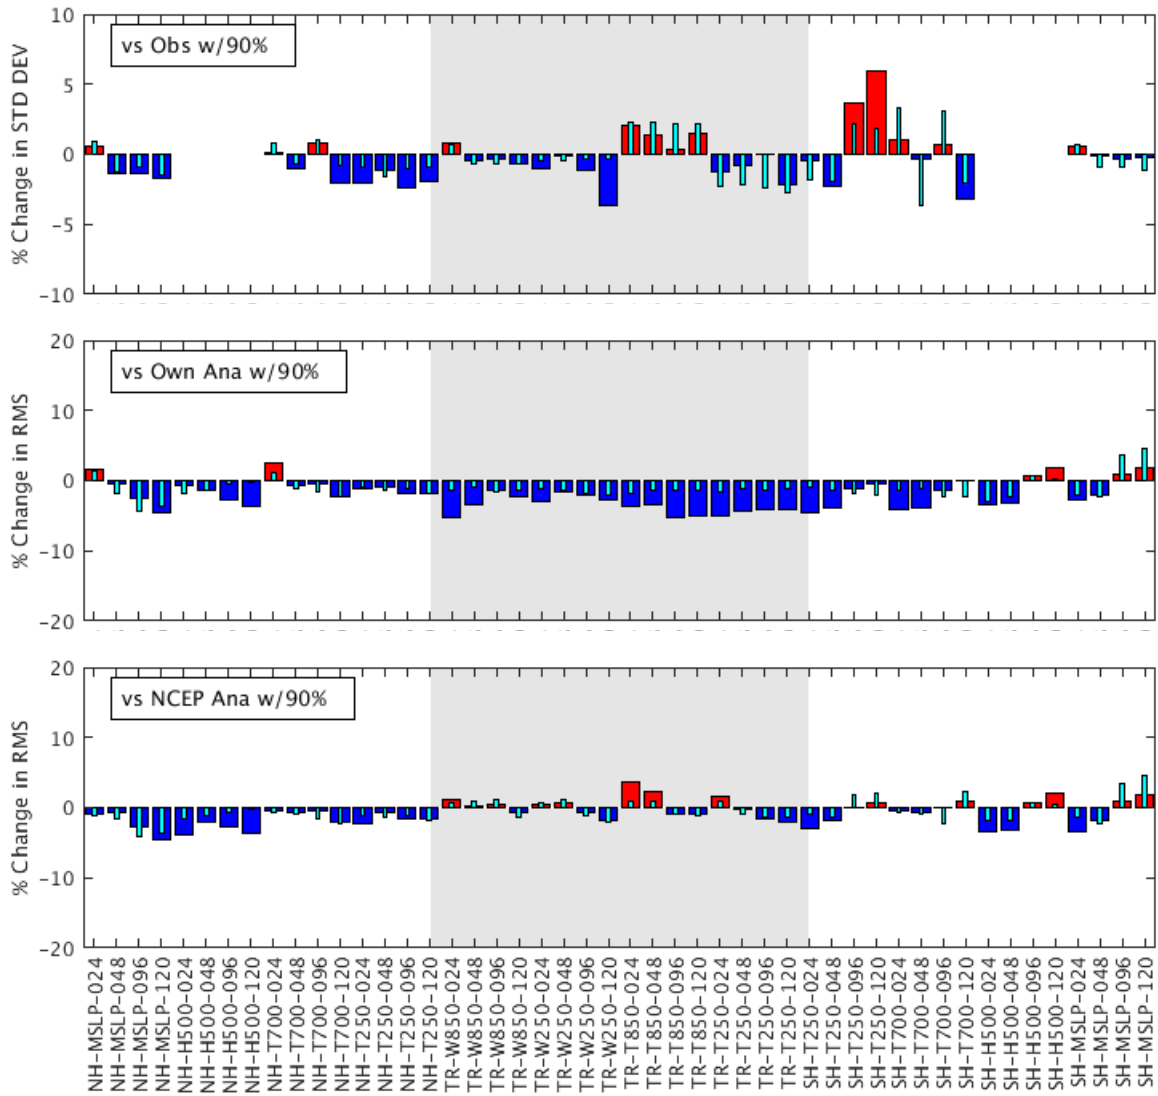 vs Obs w/90%
% Change in STD DEV
10
5
0
−5
−10
vs Own Ana w/90%
% Change in RMS
20
10
0
−10
−20
vs NCEP Ana w/90%
% Change in RMS
20
10
0
−10
−20
NH−MSLP−024
NH−MSLP−048
NH−MSLP−096
NH−MSLP−120
NH−H500−024
NH−H500−048
NH−H500−096
NH−H500−120
NH−T700−024
NH−T700−048
NH−T700−096
NH−T700−120
NH−T250−024
NH−T250−048
NH−T250−096
NH−T250−120
TR−W850−024
TR−W850−048
TR−W850−096
TR−W850−120
TR−W250−024
TR−W250−048
TR−W250−096
TR−W250−120
TR−T850−024
TR−T850−048
TR−T850−096
TR−T850−120
TR−T250−024
TR−T250−048
TR−T250−096
TR−T250−120
SH−T250−024
SH−T250−048
SH−T250−096
SH−T250−120
SH−T700−024
SH−T700−048
SH−T700−096
SH−T700−120
SH−H500−024
SH−H500−048
SH−H500−096
SH−H500−120
SH−MSLP−024
SH−MSLP−048
SH−MSLP−096
SH−MSLP−120